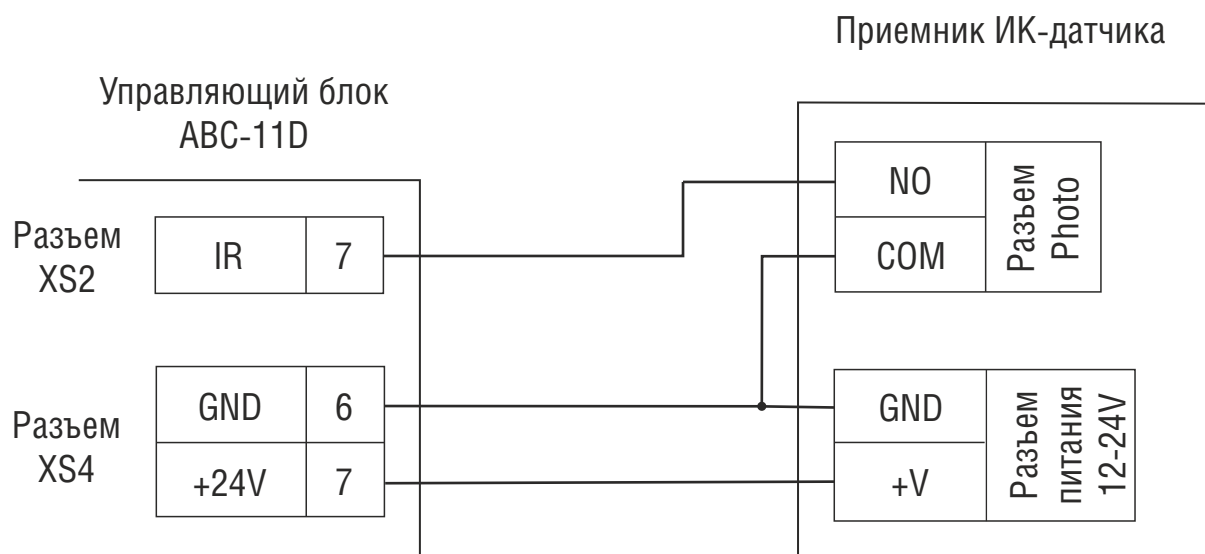 Приемник ИК-датчика
Управляющий блок
АВС-11D
Разъем
XS2
IR 7
NO
COM
Разъем
Photo
Разъем
XS4
GND 6
+24V 7
GND
+V
Разъем
питания
12-24V